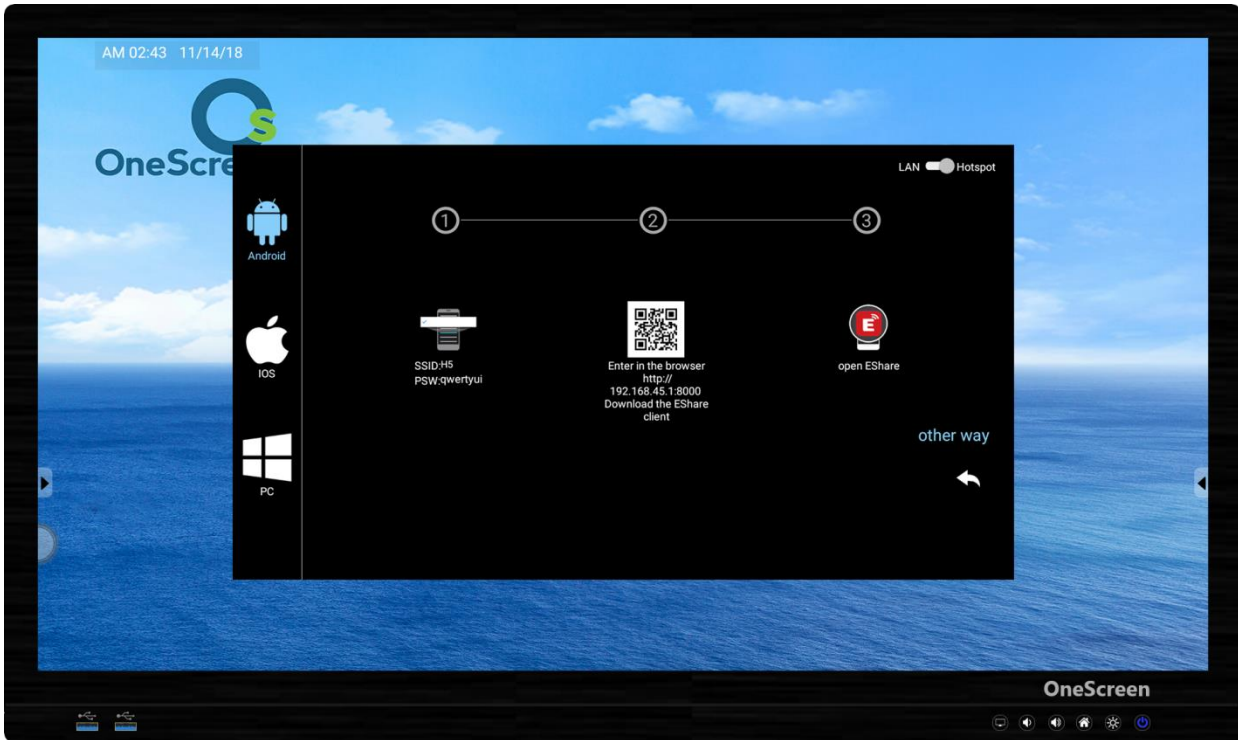 AM 02:43 11/14/18
Os
OneScre
LAN Hotspot
1
2
3
Android
IOS
PC
SSID:H5
PSW:qwertyui
Enter in the browser
http://
192.168.45.1:8000
Download the EShare
client
E
open EShare
other way
OneScreen